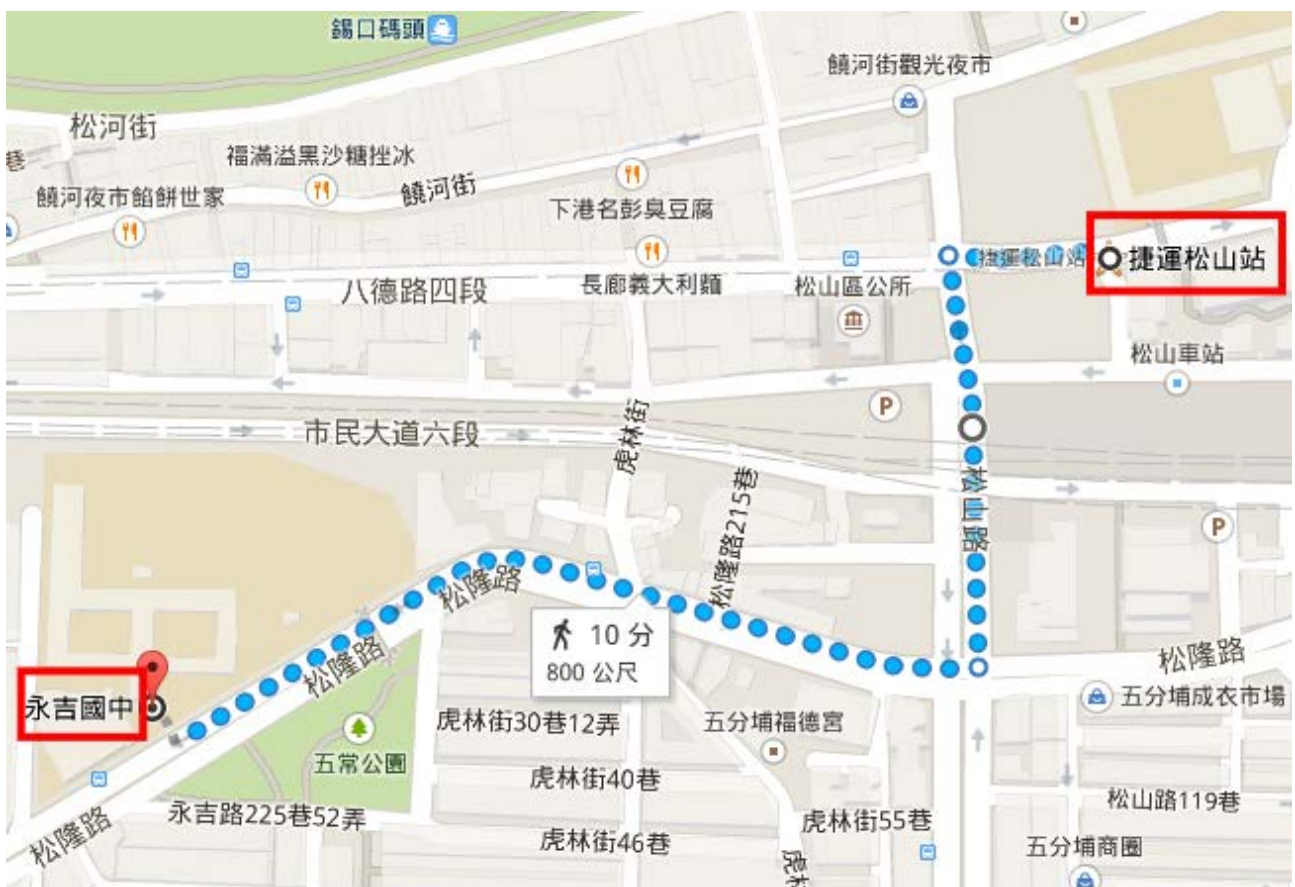 錫口碼頭
饒河街觀光夜市
松河街
巷
福滿溢黑沙糖挫冰
饒河夜市餡餅世家
饒河街
下港名彭臭豆腐
捷運松山站
捷運松山站
長廊義大利麵
松山區公所
八德路四段
松山車站
P
虎林街
市民大道六段
松隆路215巷
松山路
P
松隆路
10 分
800 公尺
松隆路
松隆路
永吉國中
五分埔成衣市場
虎林街30巷12弄
五分埔福德宮
五常公園
虎林街40巷
松山路119巷
永吉路225巷52弄
虎林街55巷
松隆路
虎林街46巷
五分埔商圈
虎林